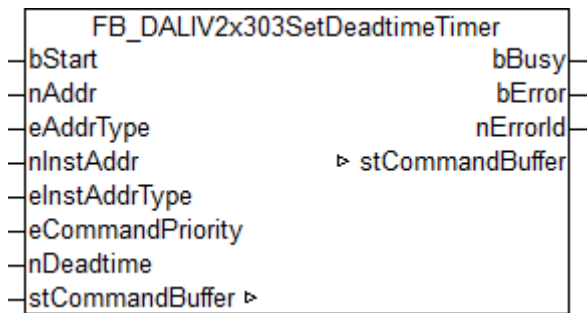 FB_DALIV2x303SetDeadtimeTimer
bStart bBusy
nAddr bError
eAddrType nErrorId
nInstAddr ▷ stCommandBuffer
eInstAddrType
eCommandPriority
nDeadtime
stCommandBuffer ▷